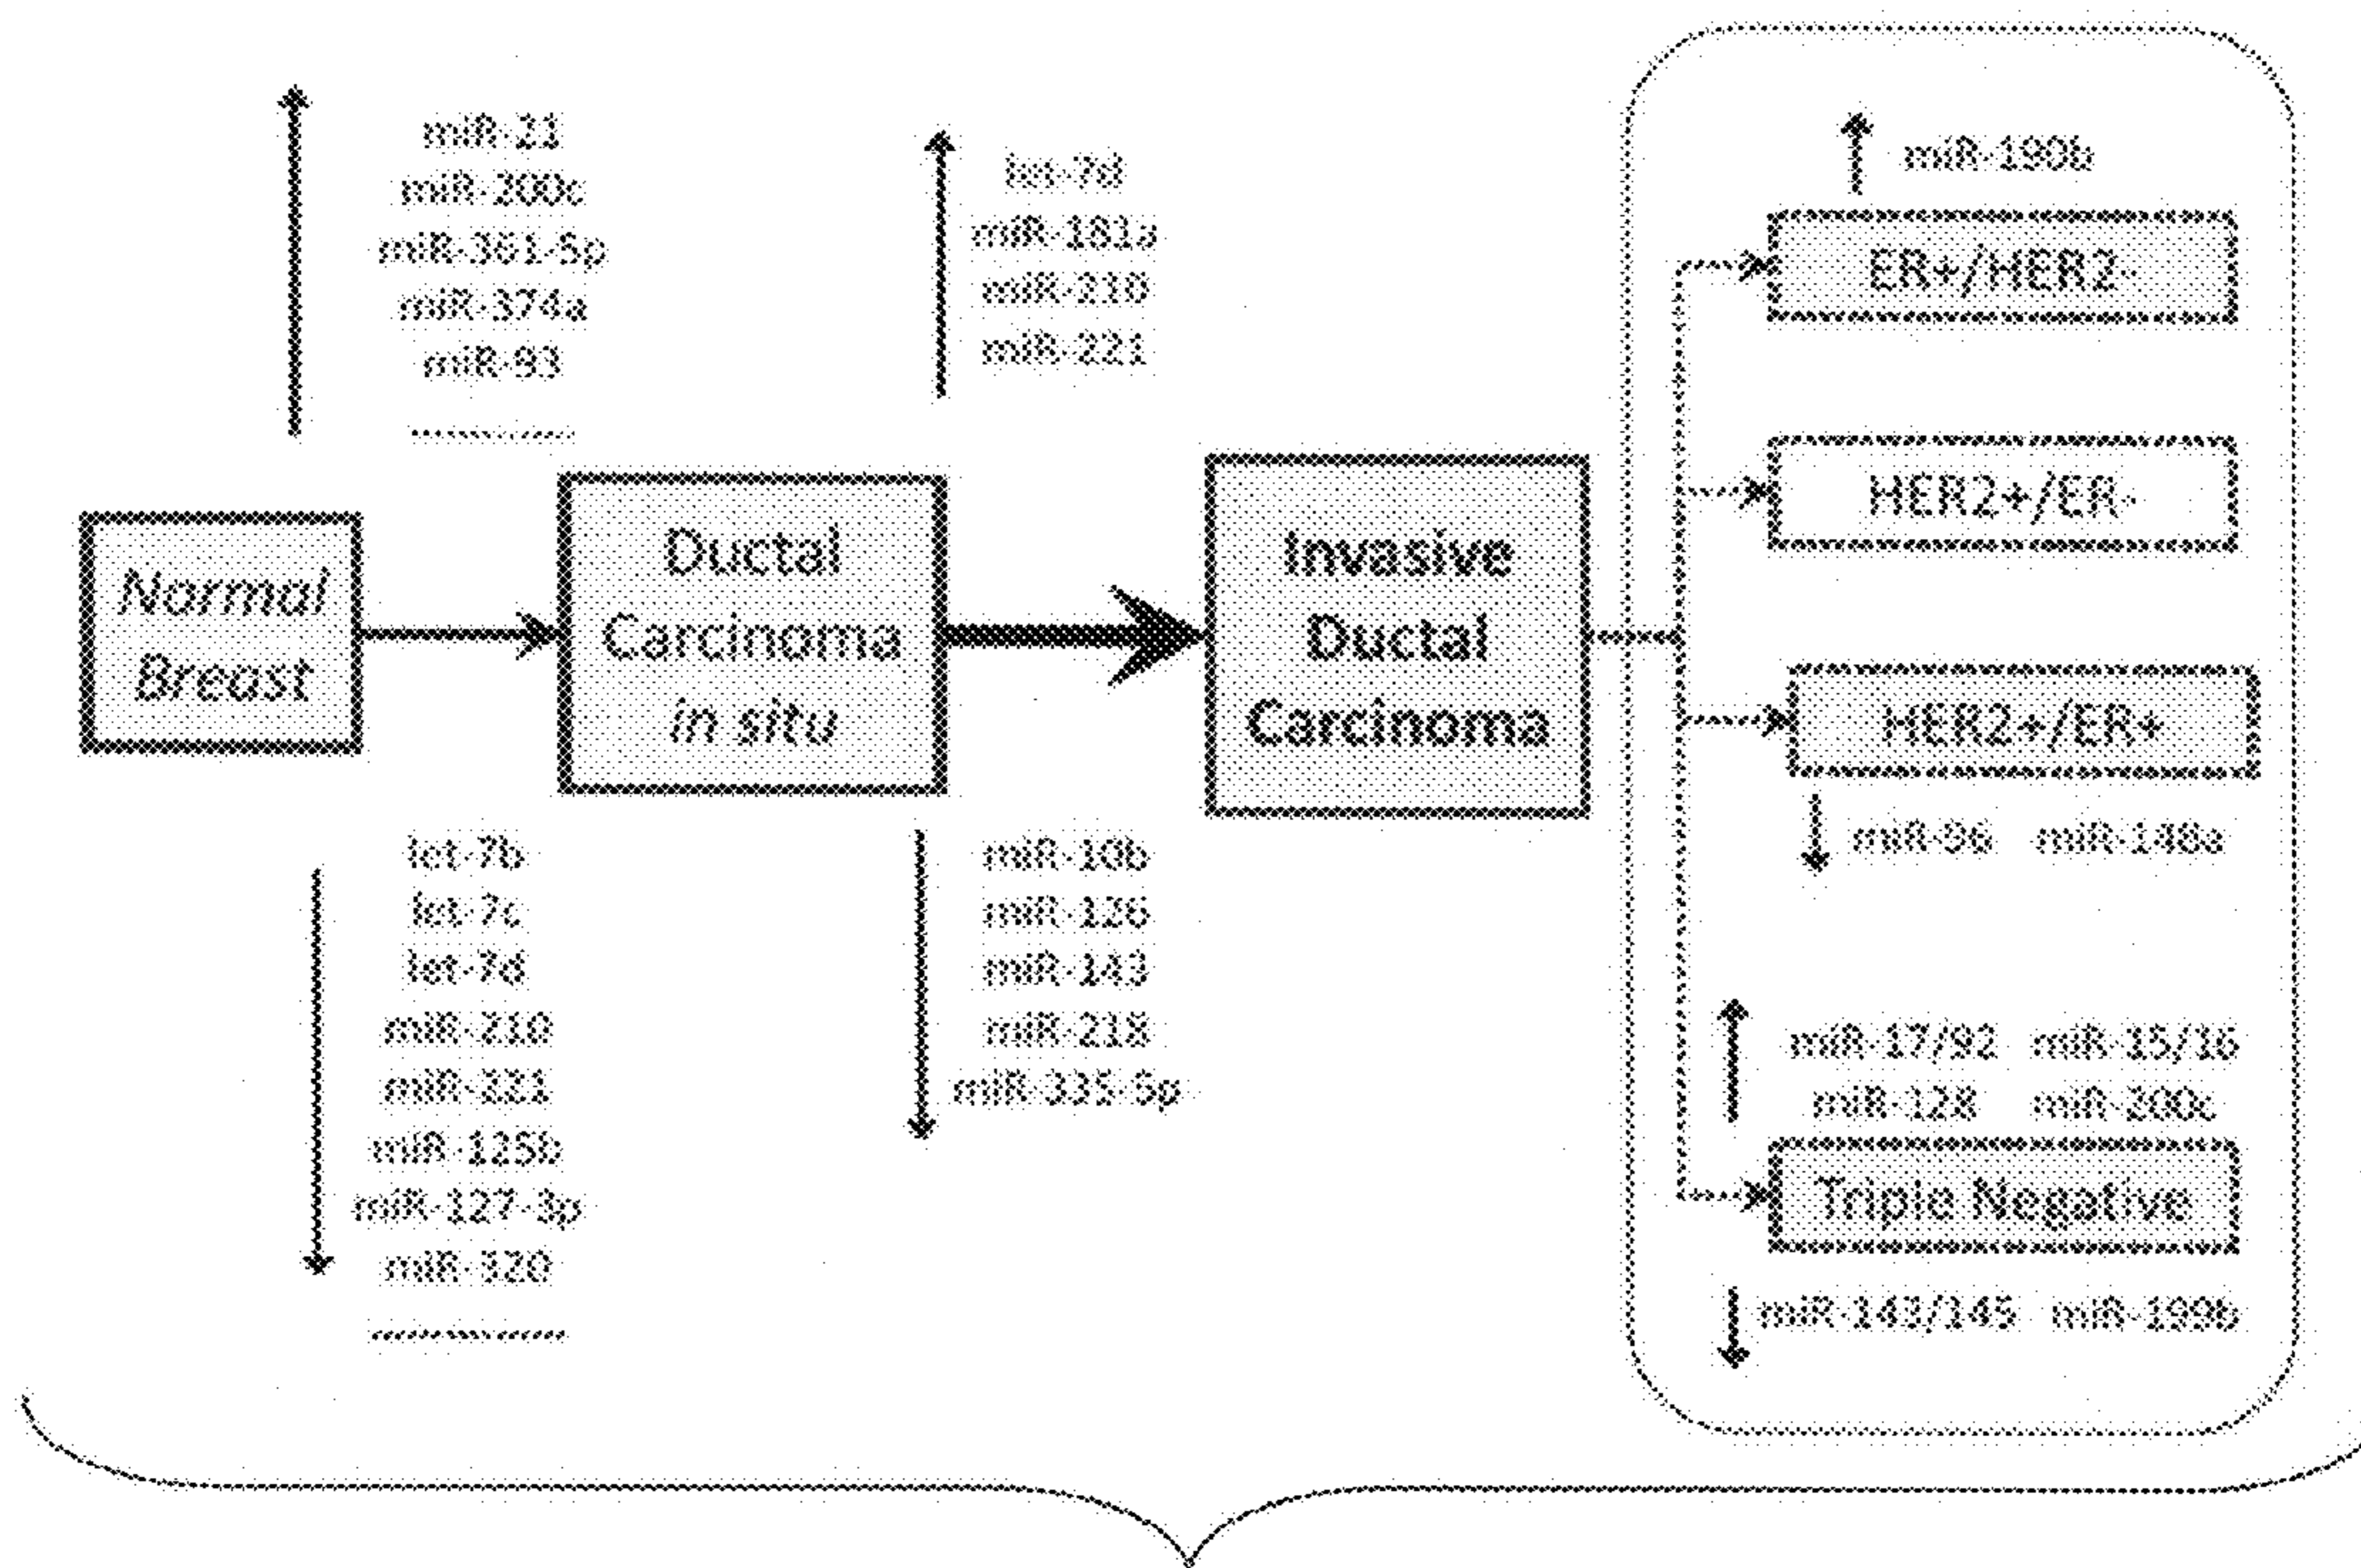 miR-21
miR-200c
miR-361-5p
miR-374a
miR-93
let-7d
miR-181a
miR-210
miR-221
miR-190b
ER+/HER2-
HER2+/ER-
HER2+/ER+
miR-96 miR-148a
miR-17/92 miR-15/16
miR-128 miR-200c
Triple Negative
miR-143/145 miR-199b
Normal
Breast
Ductal
Carcinoma
in situ
Invasive
Ductal
Carcinoma
let-7b
let-7c
let-7d
miR-210
miR-221
miR-125b
miR-127-3p
miR-320
miR-10b
miR-126
miR-143
miR-218
miR-335-5p